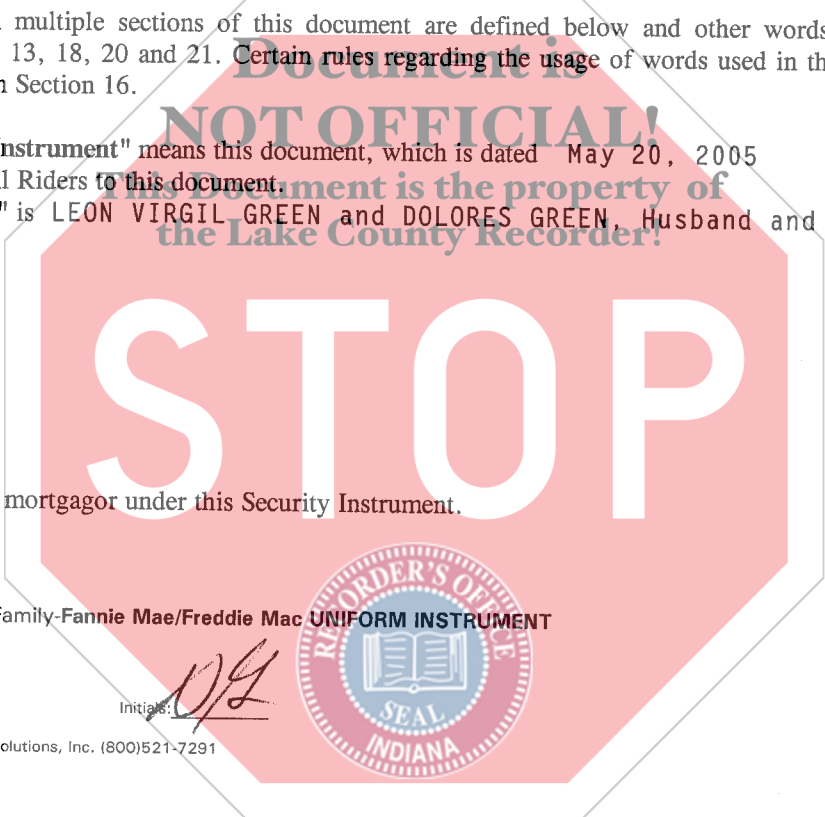 multiple sections of this document are defined below and other words
13, 18, 20 and 21. Certain rules regarding the usage of words used in th
Section 16.
Document is
NOT OFFICIAL!
This Document is the property of
the Lake County Recorder!
nstrument" means this document, which is dated May 20, 2005
l Riders to this document.
" is LEON VIRGIL GREEN and DOLORES GREEN, Husband and
STOP
mortgagor under this Security Instrument.
amily-Fannie Mae/Freddie Mac UNIFORM INSTRUMENT
Initials: DG
olutions, Inc. (800)521-7291
RECORDER'S OFFICE
SEAL
INDIANA